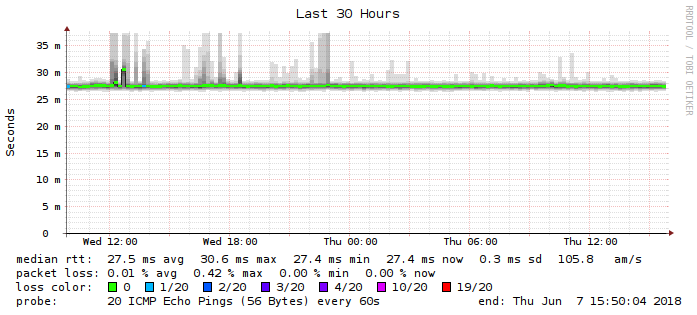 Last 30 Hours
RRDTOOL / TOBI OETIKER
Seconds
35 m
30 m
25 m
20 m
15 m
10 m
5 m
0
Wed 12:00 Wed 18:00 Thu 00:00 Thu 06:00 Thu 12:00
median rtt: 27.5 ms avg 30.6 ms max 27.4 ms min 27.4 ms now 0.3 ms sd 105.8 am/s
packet loss: 0.01 % avg 0.42 % max 0.00 % min 0.00 % now
loss color: 0 1/20 2/20 3/20 4/20 10/20 19/20
probe: 20 ICMP Echo Pings (56 Bytes) every 60s end: Thu Jun 7 15:50:04 2018